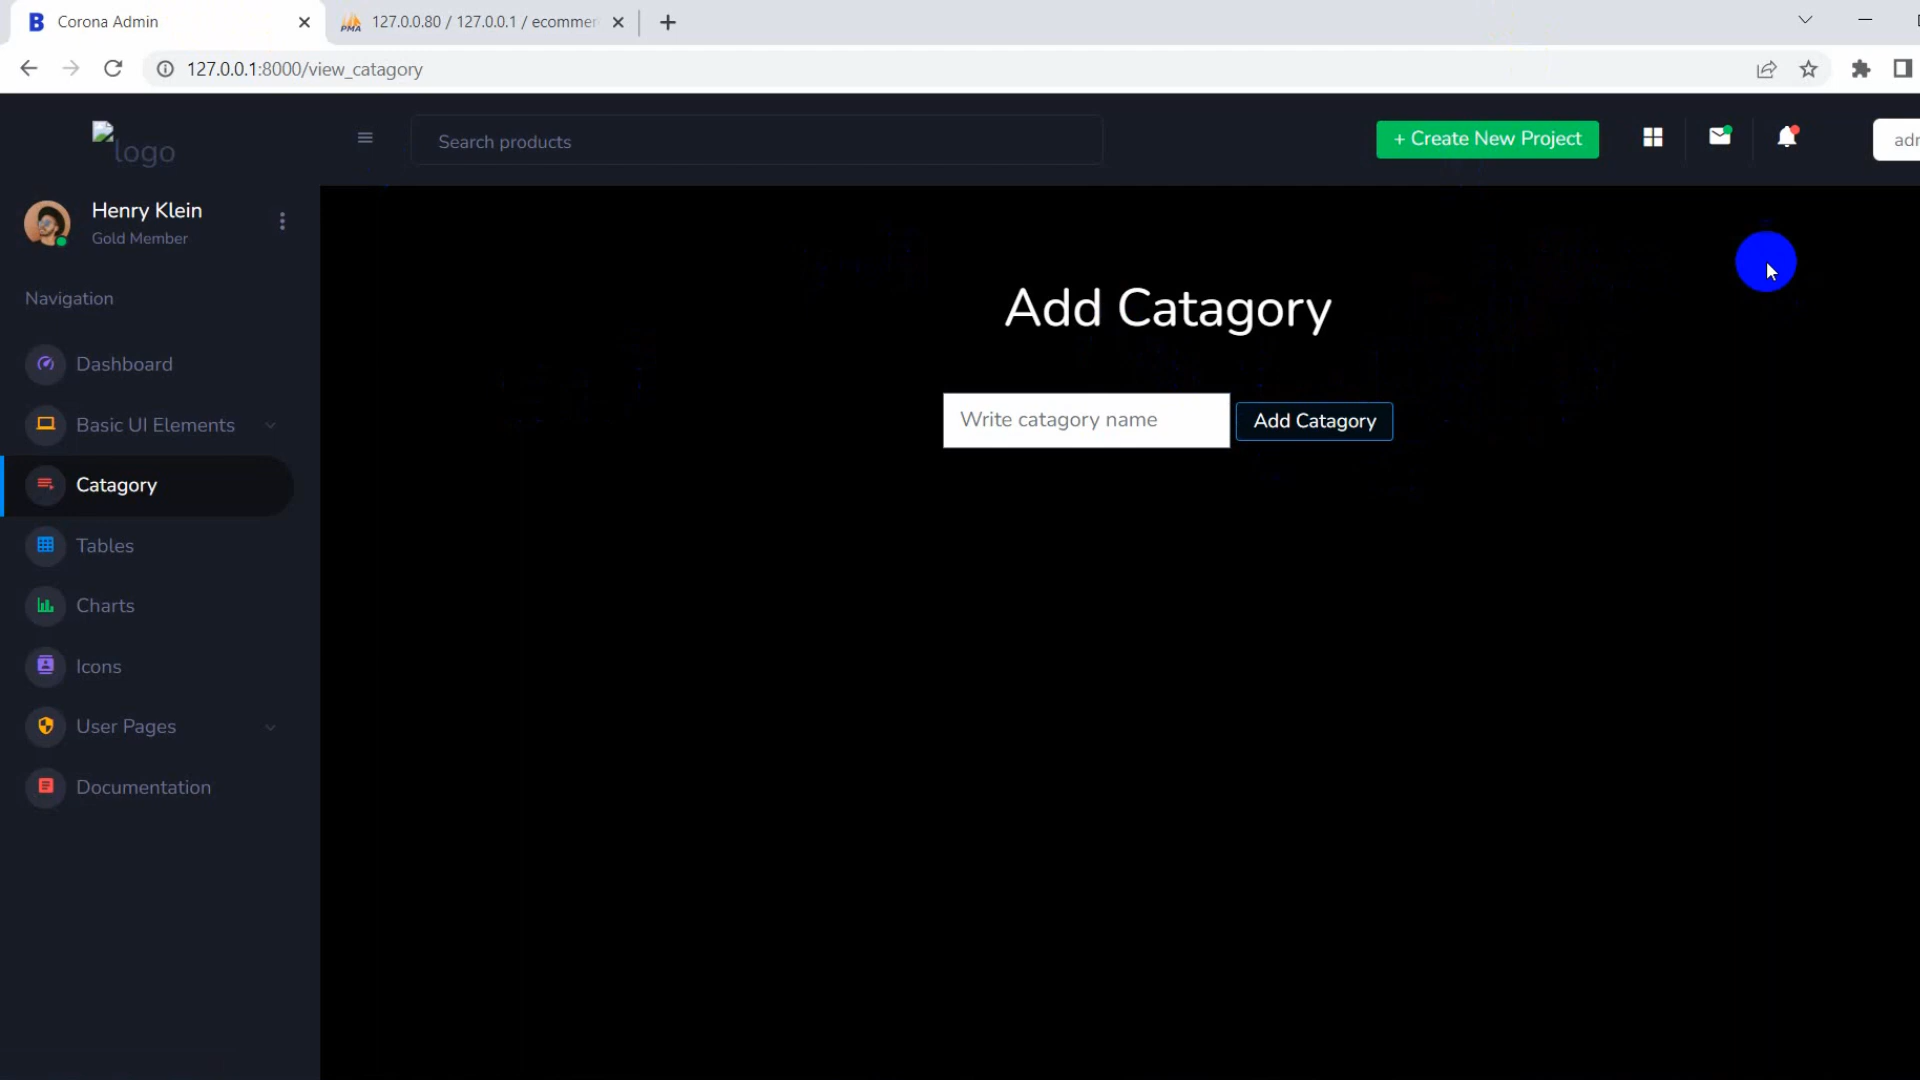 Corona Admin
127.0.0.80 / 127.0.0.1 / ecommer
127.0.0.1:8000/view_catagory
logo
Search products
+ Create New Project
adr
Henry Klein
Gold Member
Navigation
Dashboard
Basic UI Elements
Catagory
Tables
Charts
Icons
User Pages
Documentation
Add Catagory
Write catagory name
Add Catagory